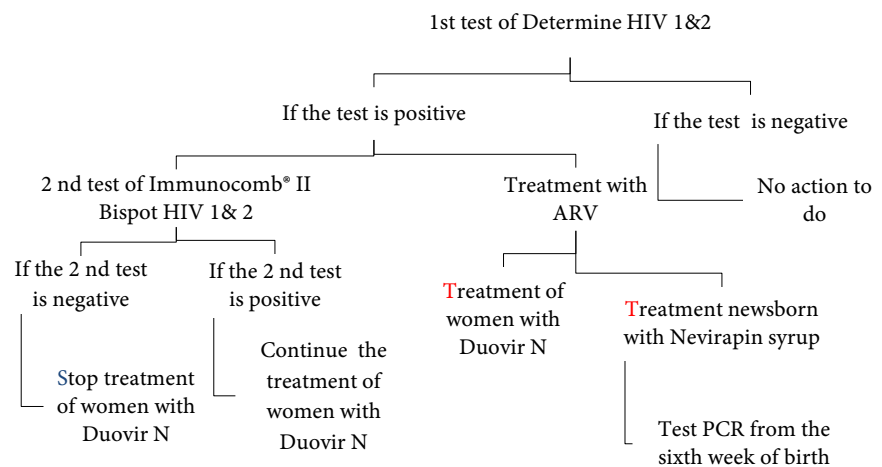 1st test of Determine HIV 1&2
If the test is positive
If the test is negative
2 nd test of Immunocomb® II
Bispot HIV 1& 2
Treatment with
ARV
No action to
do
If the 2 nd test
is negative
If the 2 nd test
is positive
Treatment of
women with
Duovir N
Treatment newsborn
with Nevirapin syrup
Stop treatment
of women with
Duovir N
Continue the
treatment of
women with
Duovir N
Test PCR from the
sixth week of birth